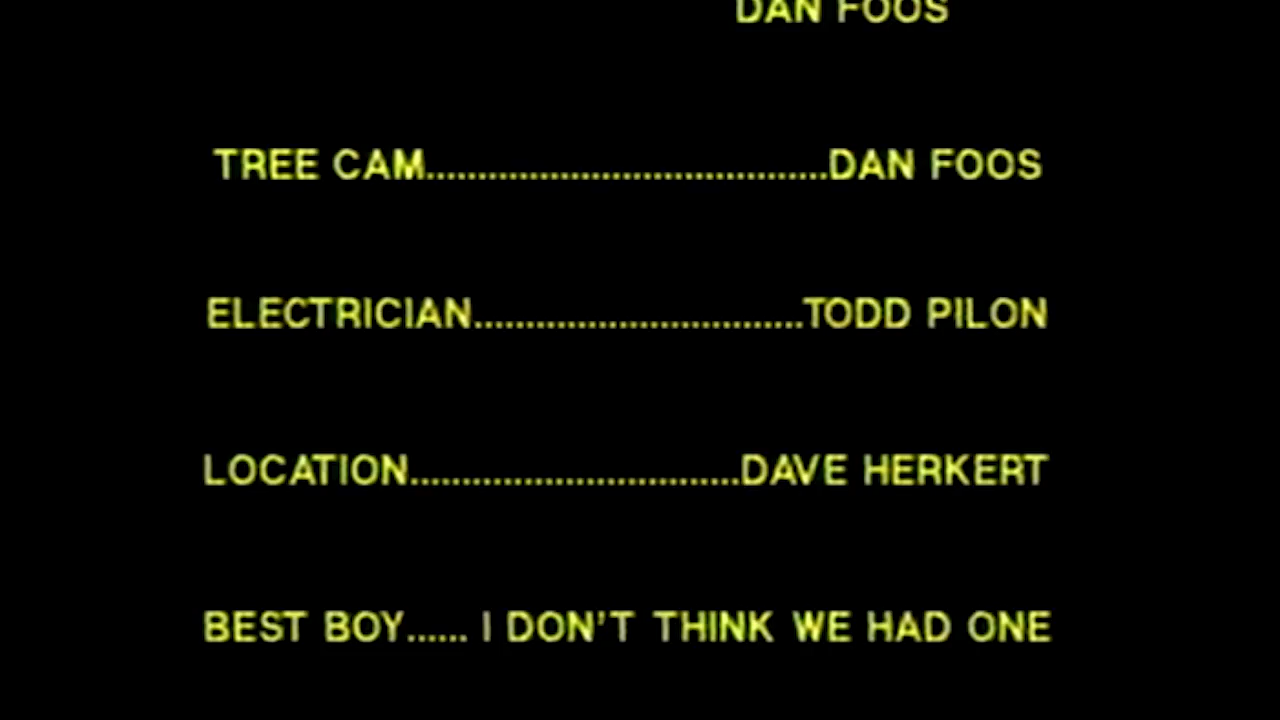 DAN FOOS
TREE CAM.......................................DAN FOOS
ELECTRICIAN................................TODD PILON
LOCATION................................DAVE HERKERT
BEST BOY...... I DON'T THINK WE HAD ONE